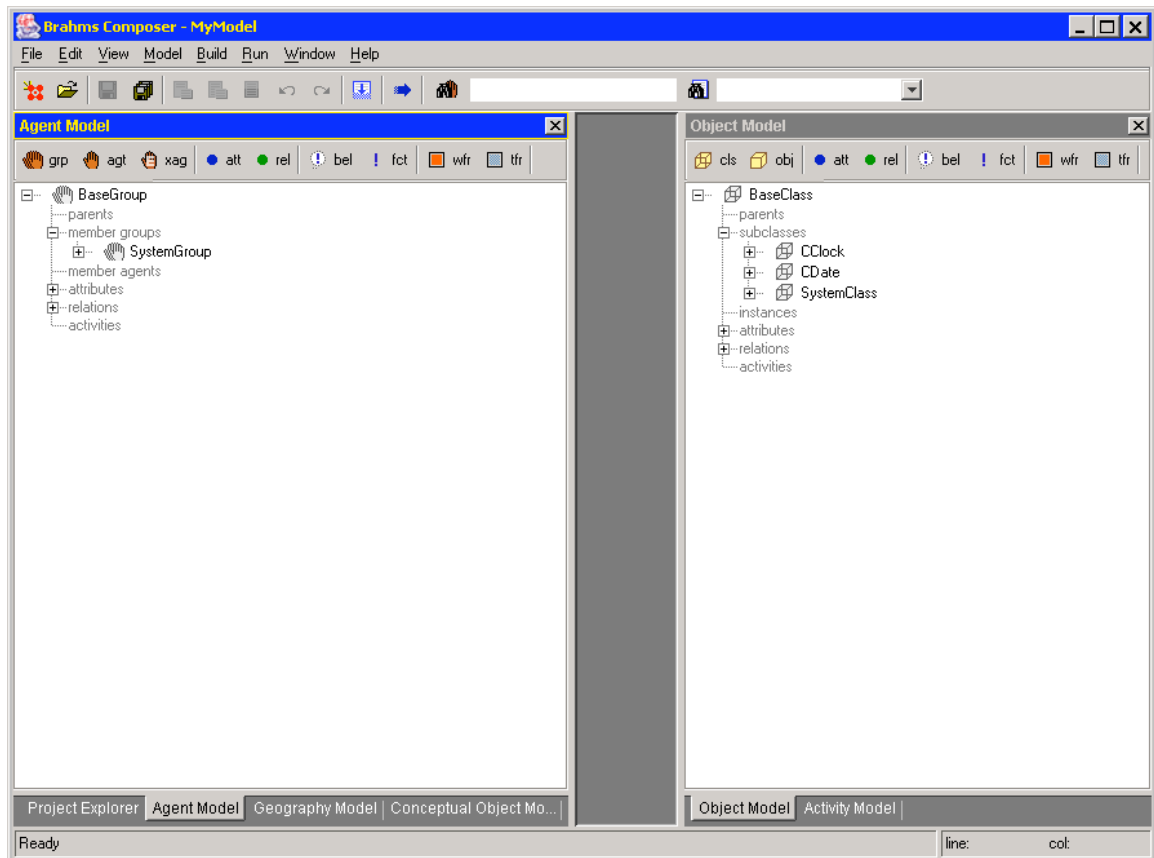 Brahms Composer - MyModel
File Edit View Model Build Run Window Help
Agent Model
grp agt xag att rel bel fct wfr tfr
BaseGroup
parents
member groups
SystemGroup
member agents
attributes
relations
activities
Object Model
cls obj att rel bel fct wfr tfr
BaseClass
parents
subclasses
CClock
CDate
SystemClass
instances
attributes
relations
activities
Project Explorer Agent Model Geography Model Conceptual Object Mo...
Object Model Activity Model
Ready line: col: